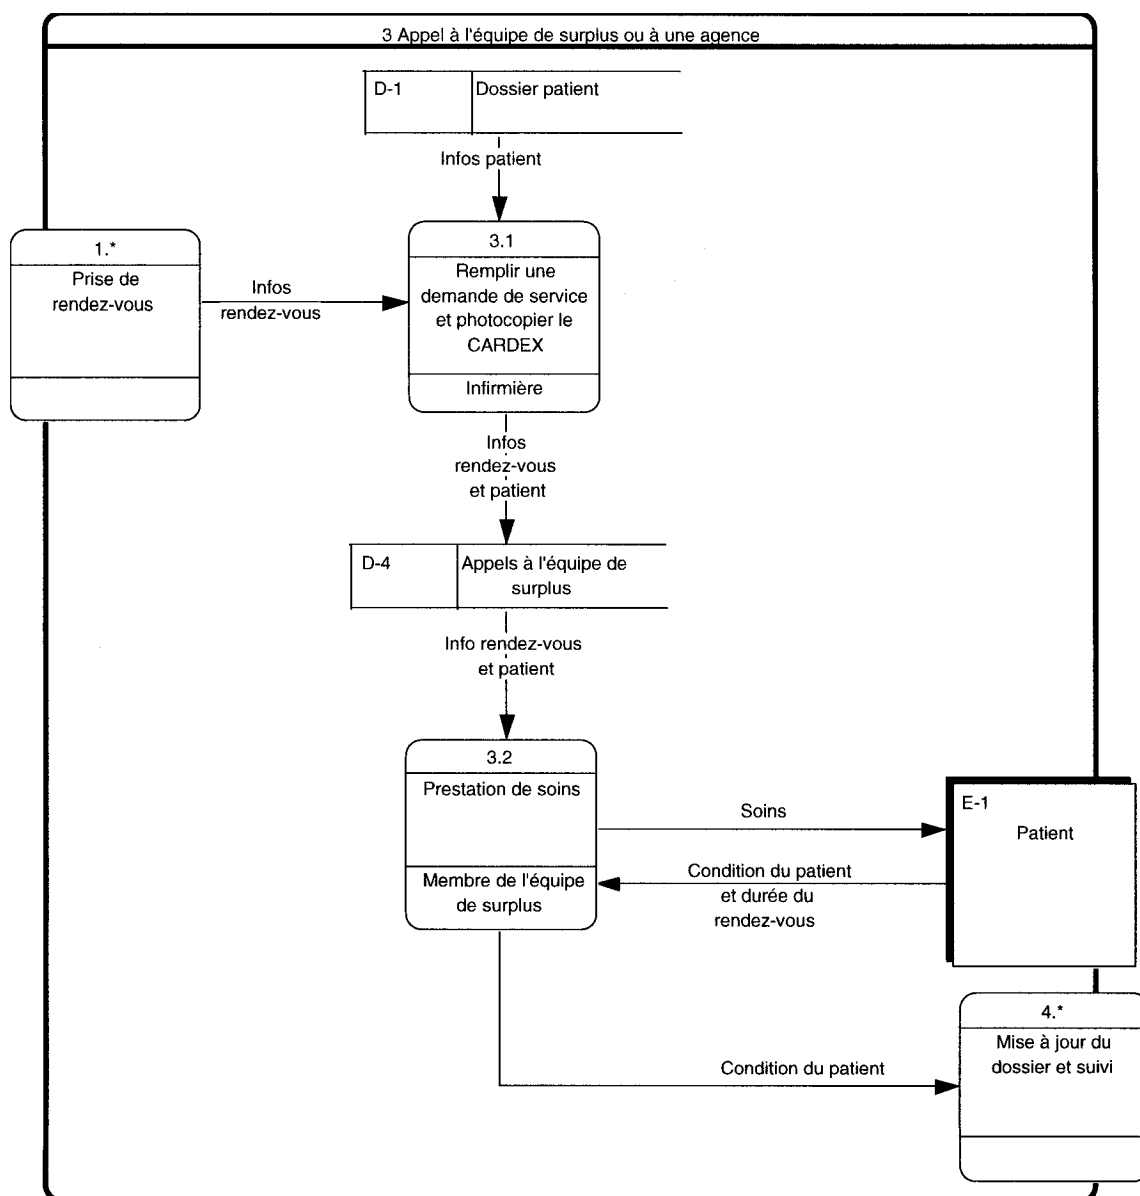 3 Appel à l'équipe de surplus ou à une agence
D-1
Dossier patient
Infos patient
1.*
Prise de
rendez-vous
Infos
rendez-vous
3.1
Remplir une
demande de service
et photocopier le
CARDEX
Infirmière
Infos
rendez-vous
et patient
D-4
Appels à l'équipe de
surplus
Info rendez-vous
et patient
3.2
Prestation de soins
Membre de l'équipe
de surplus
Soins
E-1
Patient
Condition du patient
et durée du
rendez-vous
Condition du patient
4.*
Mise à jour du
dossier et suivi